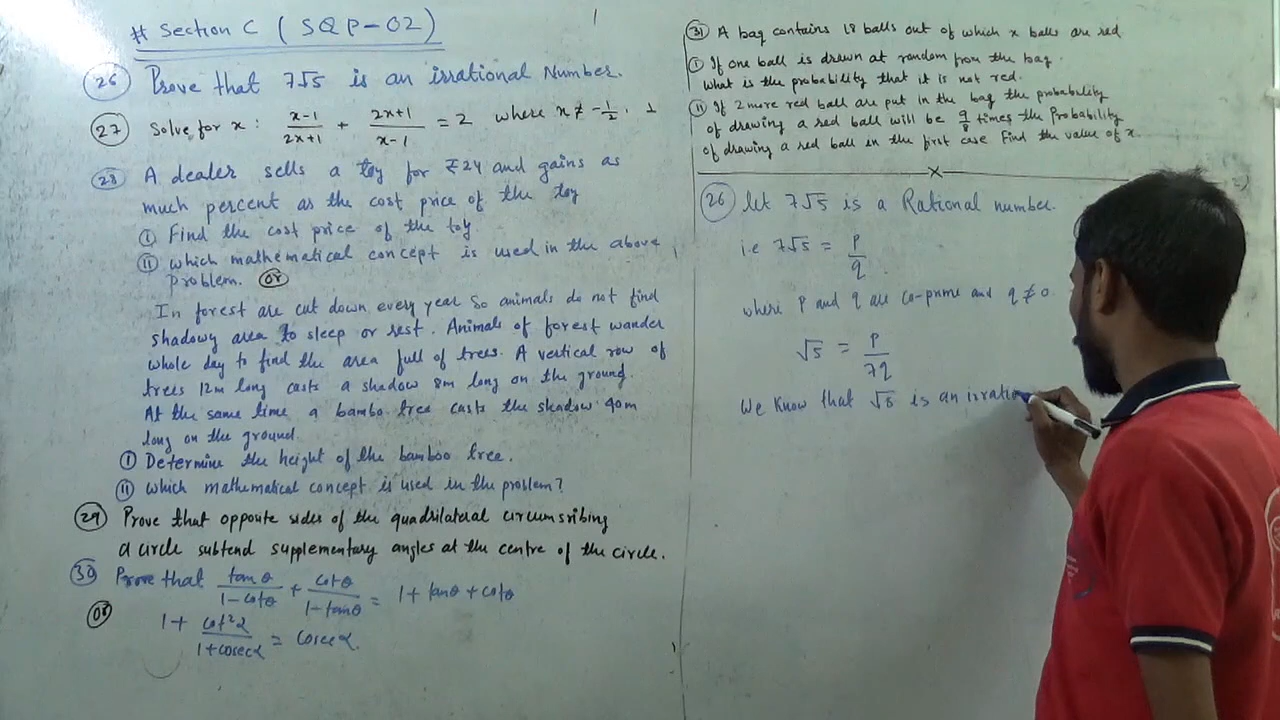 # Section C ( SQP-02 )
26 Prove that 7√5 is an irrational Number.
27 Solve for x : (x-1)/(2x+1) + (2x+1)/(x-1) = 2 where x ≠ -1/2, 1
28 A dealer sells a toy for ₹24 and gains as
much percent as the cost price of the toy
(i) Find the cost price of the toy.
(ii) which mathematical concept is used in the above
problem. (or)
In forest are cut down every year So animals do not find
shadowy area to sleep or rest. Animals of forest wander
whole day to find the area full of trees. A vertical row of
trees 12m long casts a shadow 8m long on the ground.
At the same time a bambo tree casts the shadow 40m
long on the ground.
(i) Determine the height of the bamboo tree.
(ii) which mathematical concept is used in the problem?
29 Prove that opposite sides of the quadrilateral circumsribing
a circle subtend supplementary angles at the centre of the circle.
30 Prove that tanθ/(1-cotθ) + cotθ/(1-tanθ) = 1+tanθ+cotθ
(or)
1 + cot²α/(1+cosecα) = cosecα.
31 A bag contains 18 balls out of which x balls are red
(i) If one ball is drawn at random from the bag.
what is the probability that it is not red.
(ii) If 2 more red ball are put in the bag the probability
of drawing a red ball will be 9/8 times the Probability
of drawing a red ball in the first case Find the value of x.
x
26 let 7√5 is a Rational number.
i.e 7√5 = p/q
where p and q are co-prime and q ≠ 0.
√5 = p/7q
We know that √5 is an irration